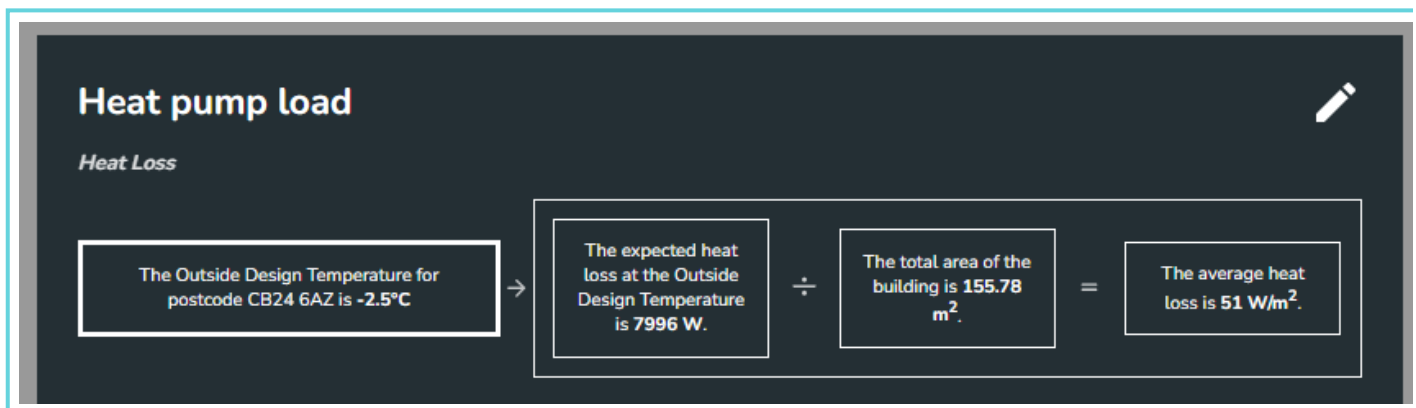 Heat pump load
Heat Loss
The Outside Design Temperature for
postcode CB24 6AZ is -2.5°C
→
The expected heat
loss at the Outside
Design Temperature
is 7996 W.
÷
The total area of the
building is 155.78
m².
=
The average heat
loss is 51 W/m².